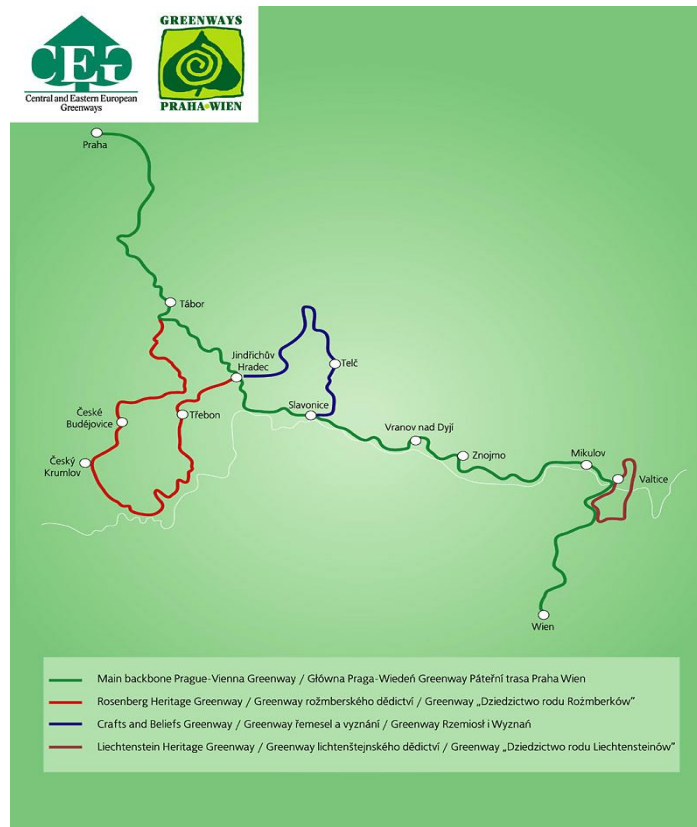 CEG
Central and Eastern European
Greenways
GREENWAYS
PRAHA•WIEN
Praha
Tábor
Jindřichův
Hradec
Telč
České
Budějovice
Třebon
Slavonice
Český
Krumlov
Vranov nad Dyjí
Znojmo
Mikulov
Valtice
Wien
Main backbone Prague-Vienna Greenway / Główna Praga-Wiedeń Greenway Páteřní trasa Praha Wien
Rosenberg Heritage Greenway / Greenway rožmberského dědictví / Greenway „Dziedzictwo rodu Rożmberków”
Crafts and Beliefs Greenway / Greenway řemesel a vyznání / Greenway Rzemiosł i Wyznań
Liechtenstein Heritage Greenway / Greenway lichtenštejnského dědictví / Greenway „Dziedzictwo rodu Liechtensteinów”